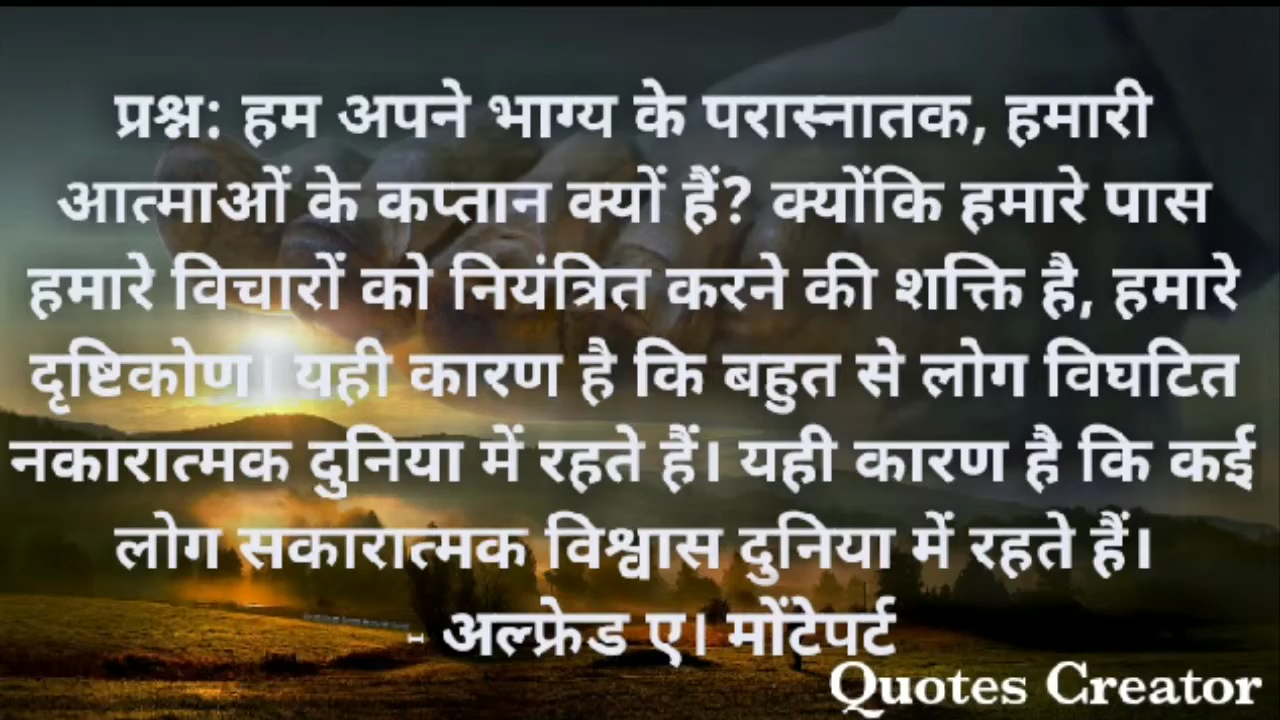 प्रश्न: हम अपने भाग्य के परास्नातक, हमारी
आत्माओं के कप्तान क्यों हैं? क्योंकि हमारे पास
हमारे विचारों को नियंत्रित करने की शक्ति है, हमारे
दृष्टिकोण। यही कारण है कि बहुत से लोग विघटित
नकारात्मक दुनिया में रहते हैं। यही कारण है कि कई
लोग सकारात्मक विश्वास दुनिया में रहते हैं।
- अल्फ्रेड ए। मोंटेपर्ट
Quotes Creator